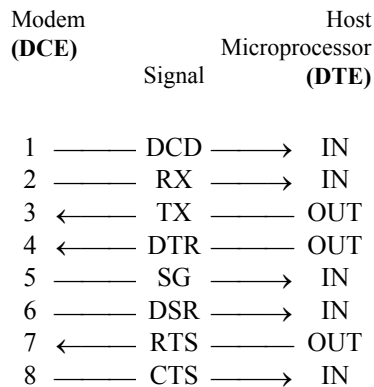 Modem Host
(DCE) Microprocessor
Signal (DTE)
1 ——— DCD ———→ IN
2 ——— RX ———→ IN
3 ←——— TX ——— OUT
4 ←——— DTR ——— OUT
5 ——— SG ———→ IN
6 ——— DSR ———→ IN
7 ←——— RTS ——— OUT
8 ——— CTS ———→ IN